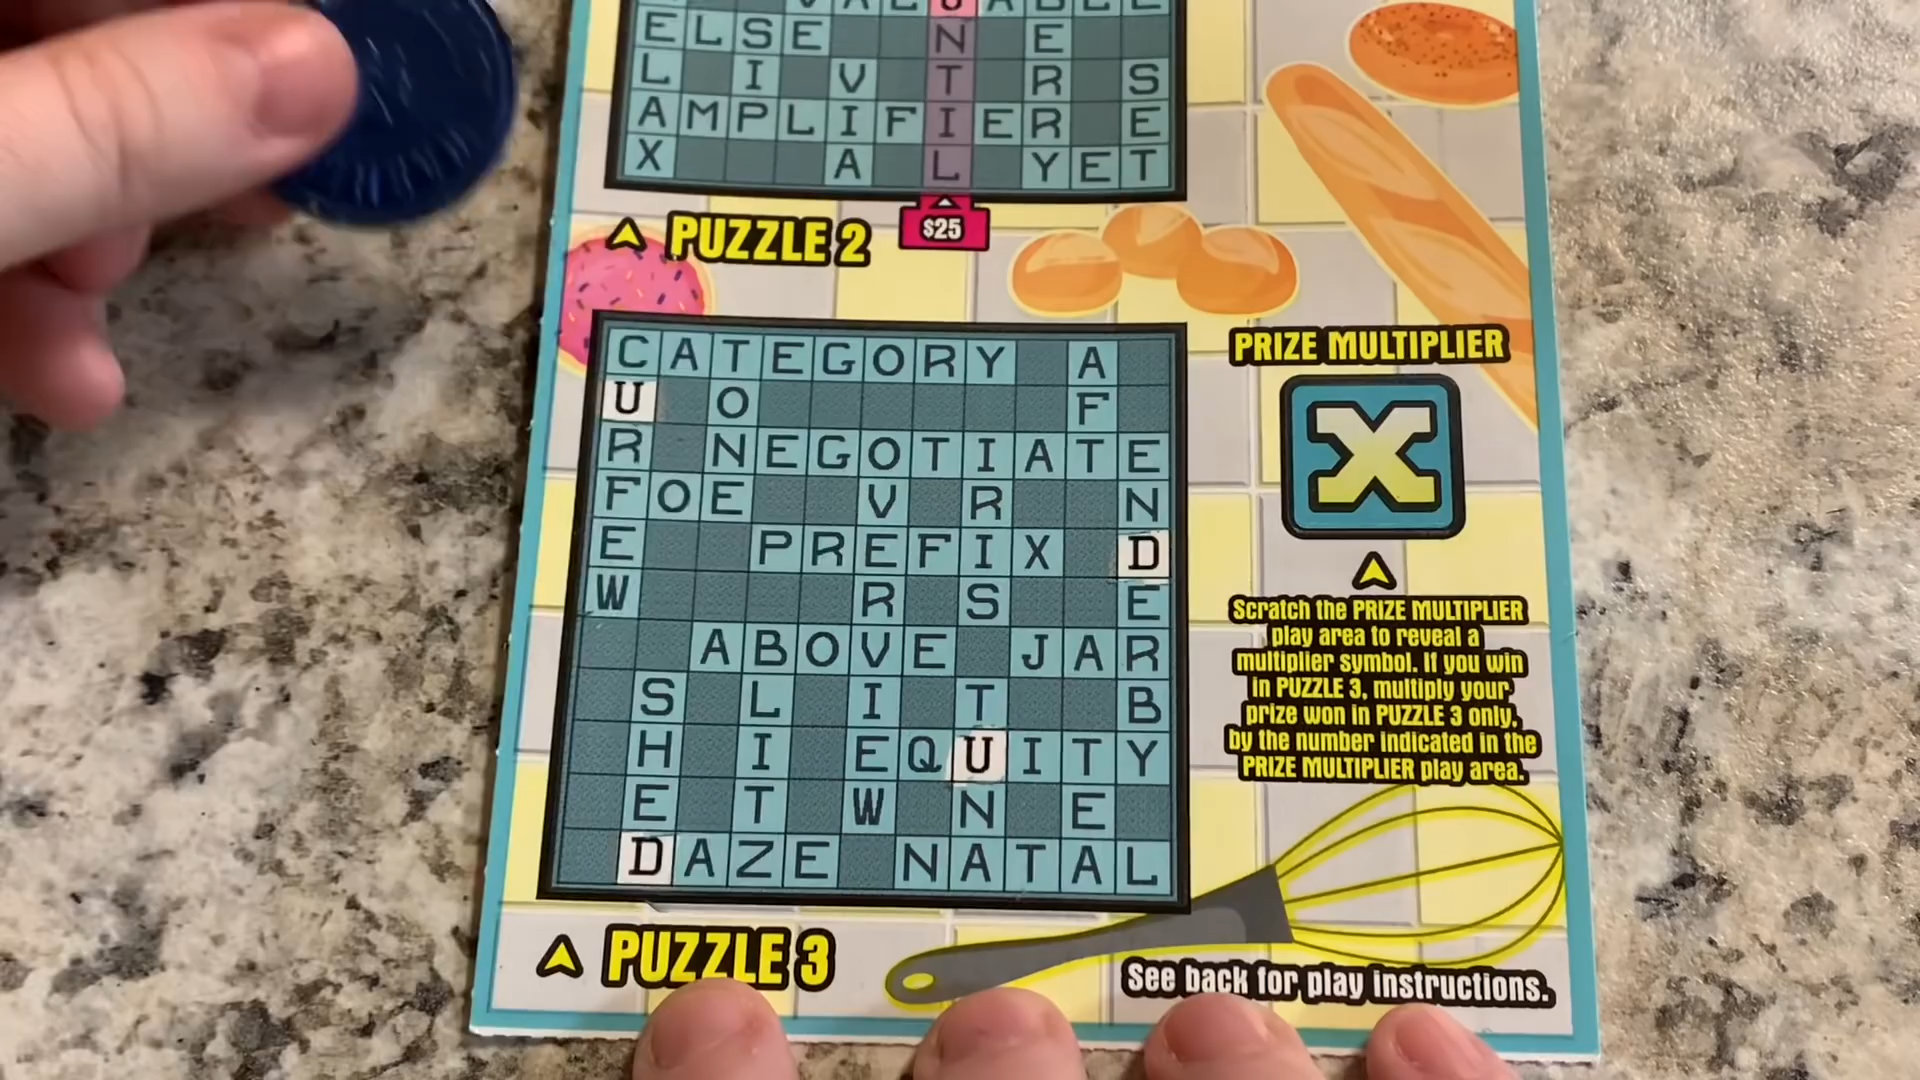 ELSE N E
L I V T R S
AMPLIFIER E
X A L YET
PUZZLE 2
$25
CATEGORY A
U O F
R NEGOTIATE
FOE V R N
E PREFIX D
W R S E
ABOVE JAR
S L I T B
H I EQUITY
E T W N E
DAZE NATAL
PUZZLE 3
PRIZE MULTIPLIER
X
Scratch the PRIZE MULTIPLIER
play area to reveal a
multiplier symbol. If you win
in PUZZLE 3, multiply your
prize won in PUZZLE 3 only,
by the number indicated in the
PRIZE MULTIPLIER play area.
See back for play instructions.